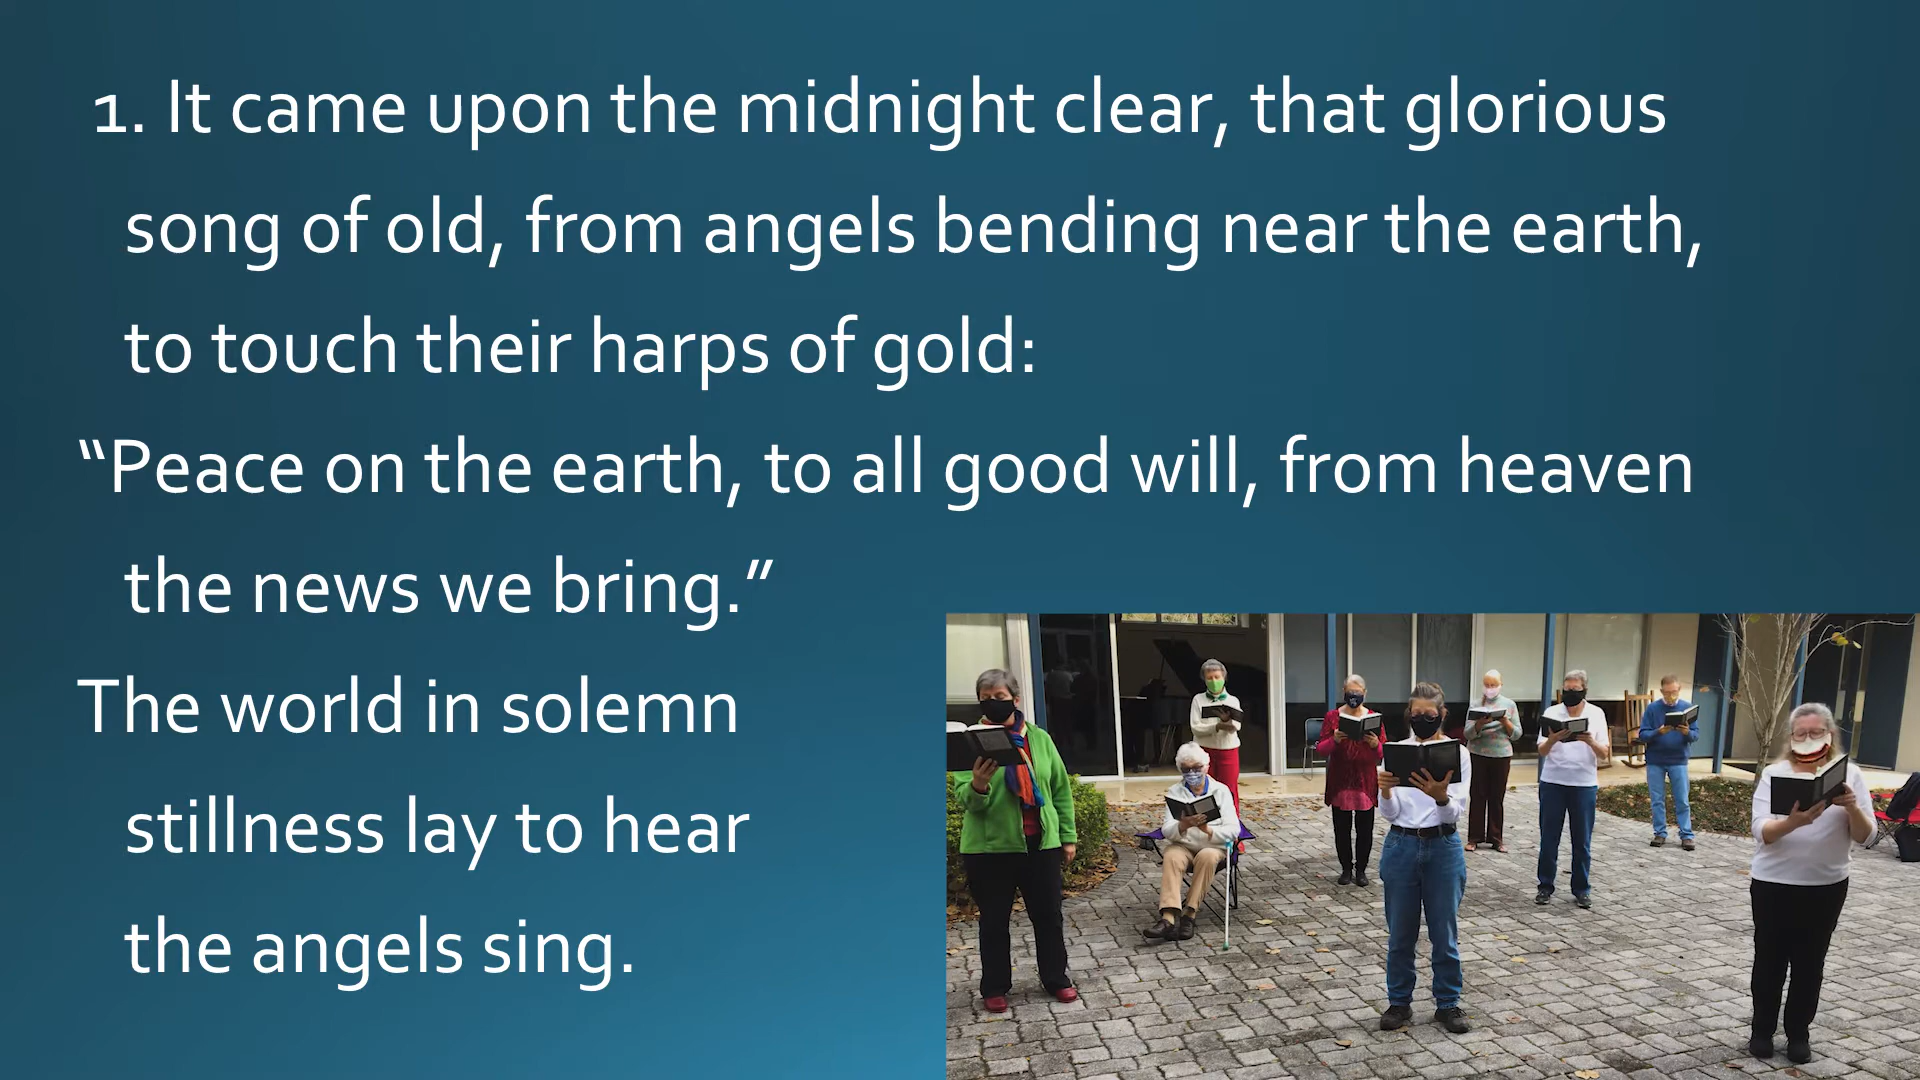 1. It came upon the midnight clear, that glorious
song of old, from angels bending near the earth,
to touch their harps of gold:
“Peace on the earth, to all good will, from heaven
the news we bring.”
The world in solemn
stillness lay to hear
the angels sing.